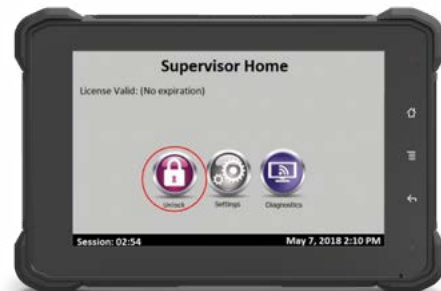 Supervisor Home
License Valid: (No expiration)
Unlock Settings Diagnostics
Session: 02:54 May 7, 2018 2:10 PM